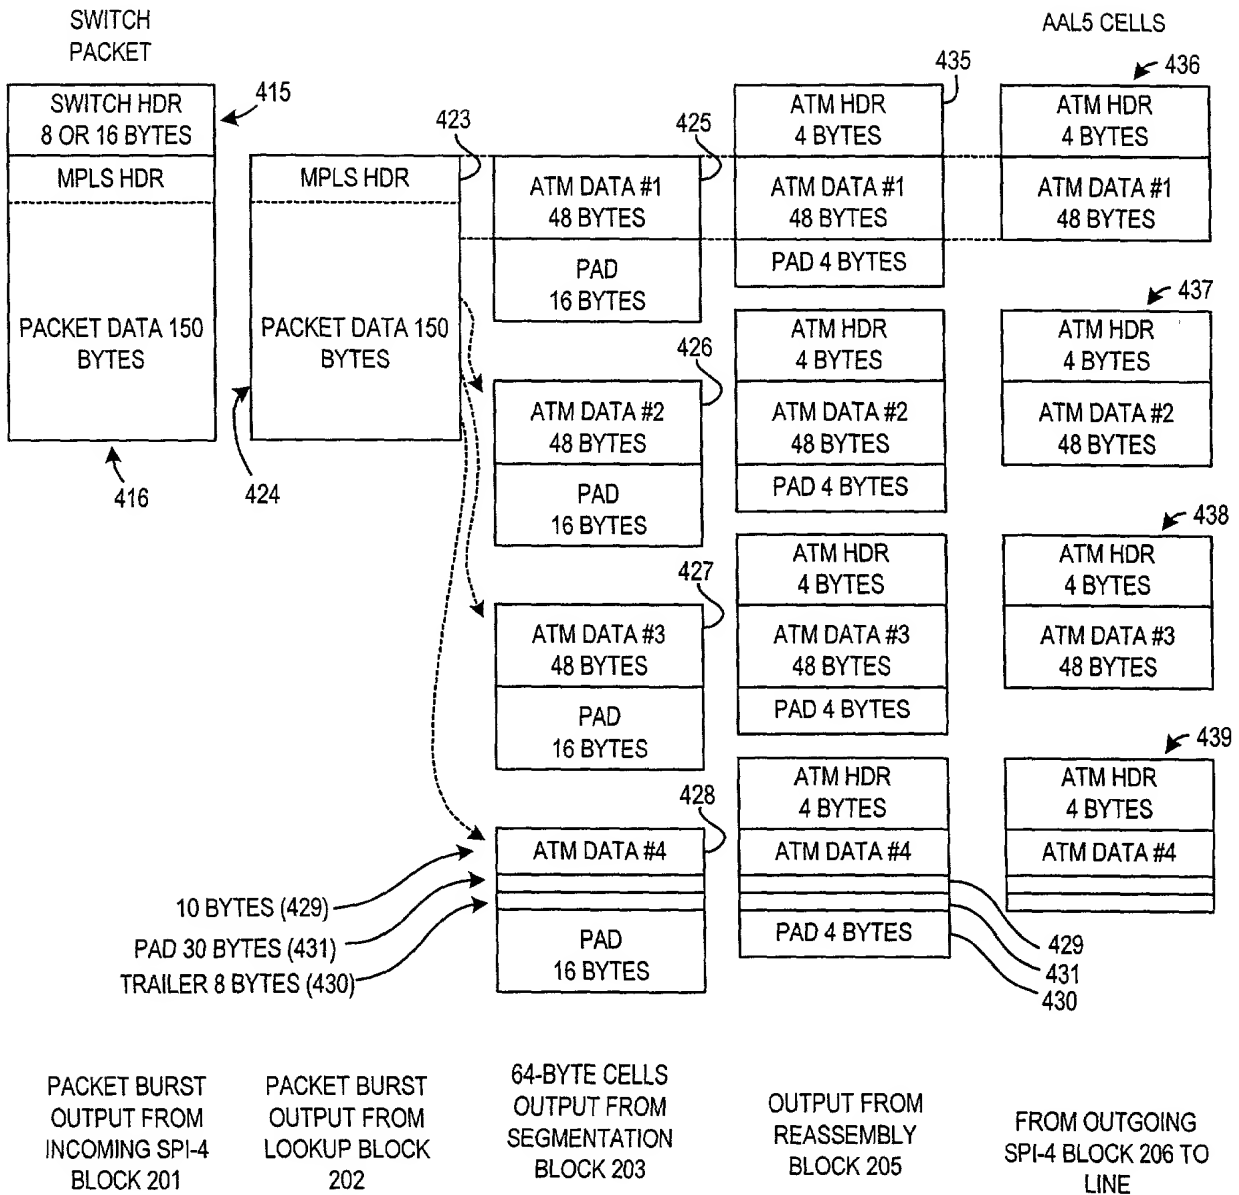 SWITCH
PACKET
AAL5 CELLS
SWITCH HDR
8 OR 16 BYTES
MPLS HDR
PACKET DATA 150
BYTES
415
416
MPLS HDR
PACKET DATA 150
BYTES
423
424
ATM DATA #1
48 BYTES
PAD
16 BYTES
425
ATM DATA #2
48 BYTES
PAD
16 BYTES
426
ATM DATA #3
48 BYTES
PAD
16 BYTES
427
ATM DATA #4
PAD
16 BYTES
428
10 BYTES (429)
PAD 30 BYTES (431)
TRAILER 8 BYTES (430)
435
ATM HDR
4 BYTES
ATM DATA #1
48 BYTES
PAD 4 BYTES
ATM HDR
4 BYTES
ATM DATA #2
48 BYTES
PAD 4 BYTES
ATM HDR
4 BYTES
ATM DATA #3
48 BYTES
PAD 4 BYTES
ATM HDR
4 BYTES
ATM DATA #4
PAD 4 BYTES
429
431
430
436
ATM HDR
4 BYTES
ATM DATA #1
48 BYTES
437
ATM HDR
4 BYTES
ATM DATA #2
48 BYTES
438
ATM HDR
4 BYTES
ATM DATA #3
48 BYTES
439
ATM HDR
4 BYTES
ATM DATA #4
PACKET BURST
OUTPUT FROM
INCOMING SPI-4
BLOCK 201
PACKET BURST
OUTPUT FROM
LOOKUP BLOCK
202
64-BYTE CELLS
OUTPUT FROM
SEGMENTATION
BLOCK 203
OUTPUT FROM
REASSEMBLY
BLOCK 205
FROM OUTGOING
SPI-4 BLOCK 206 TO
LINE